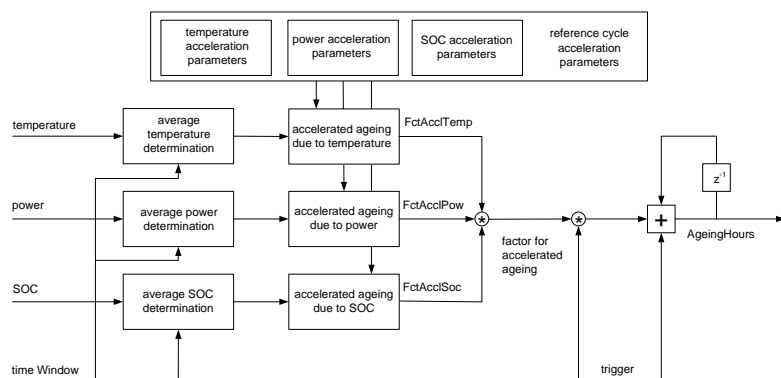 temperature
acceleration
parameters
power acceleration
parameters
SOC acceleration
parameters
reference cycle
acceleration
parameters
temperature
average
temperature
determination
accelerated ageing
due to temperature
FctAcclTemp
z-1
power
average power
determination
accelerated ageing
due to power
FctAcclPow
*
*
+
factor for
accelerated
ageing
AgeingHours
SOC
average SOC
determination
accelerated ageing
due to SOC
FctAcclSoc
time Window
trigger